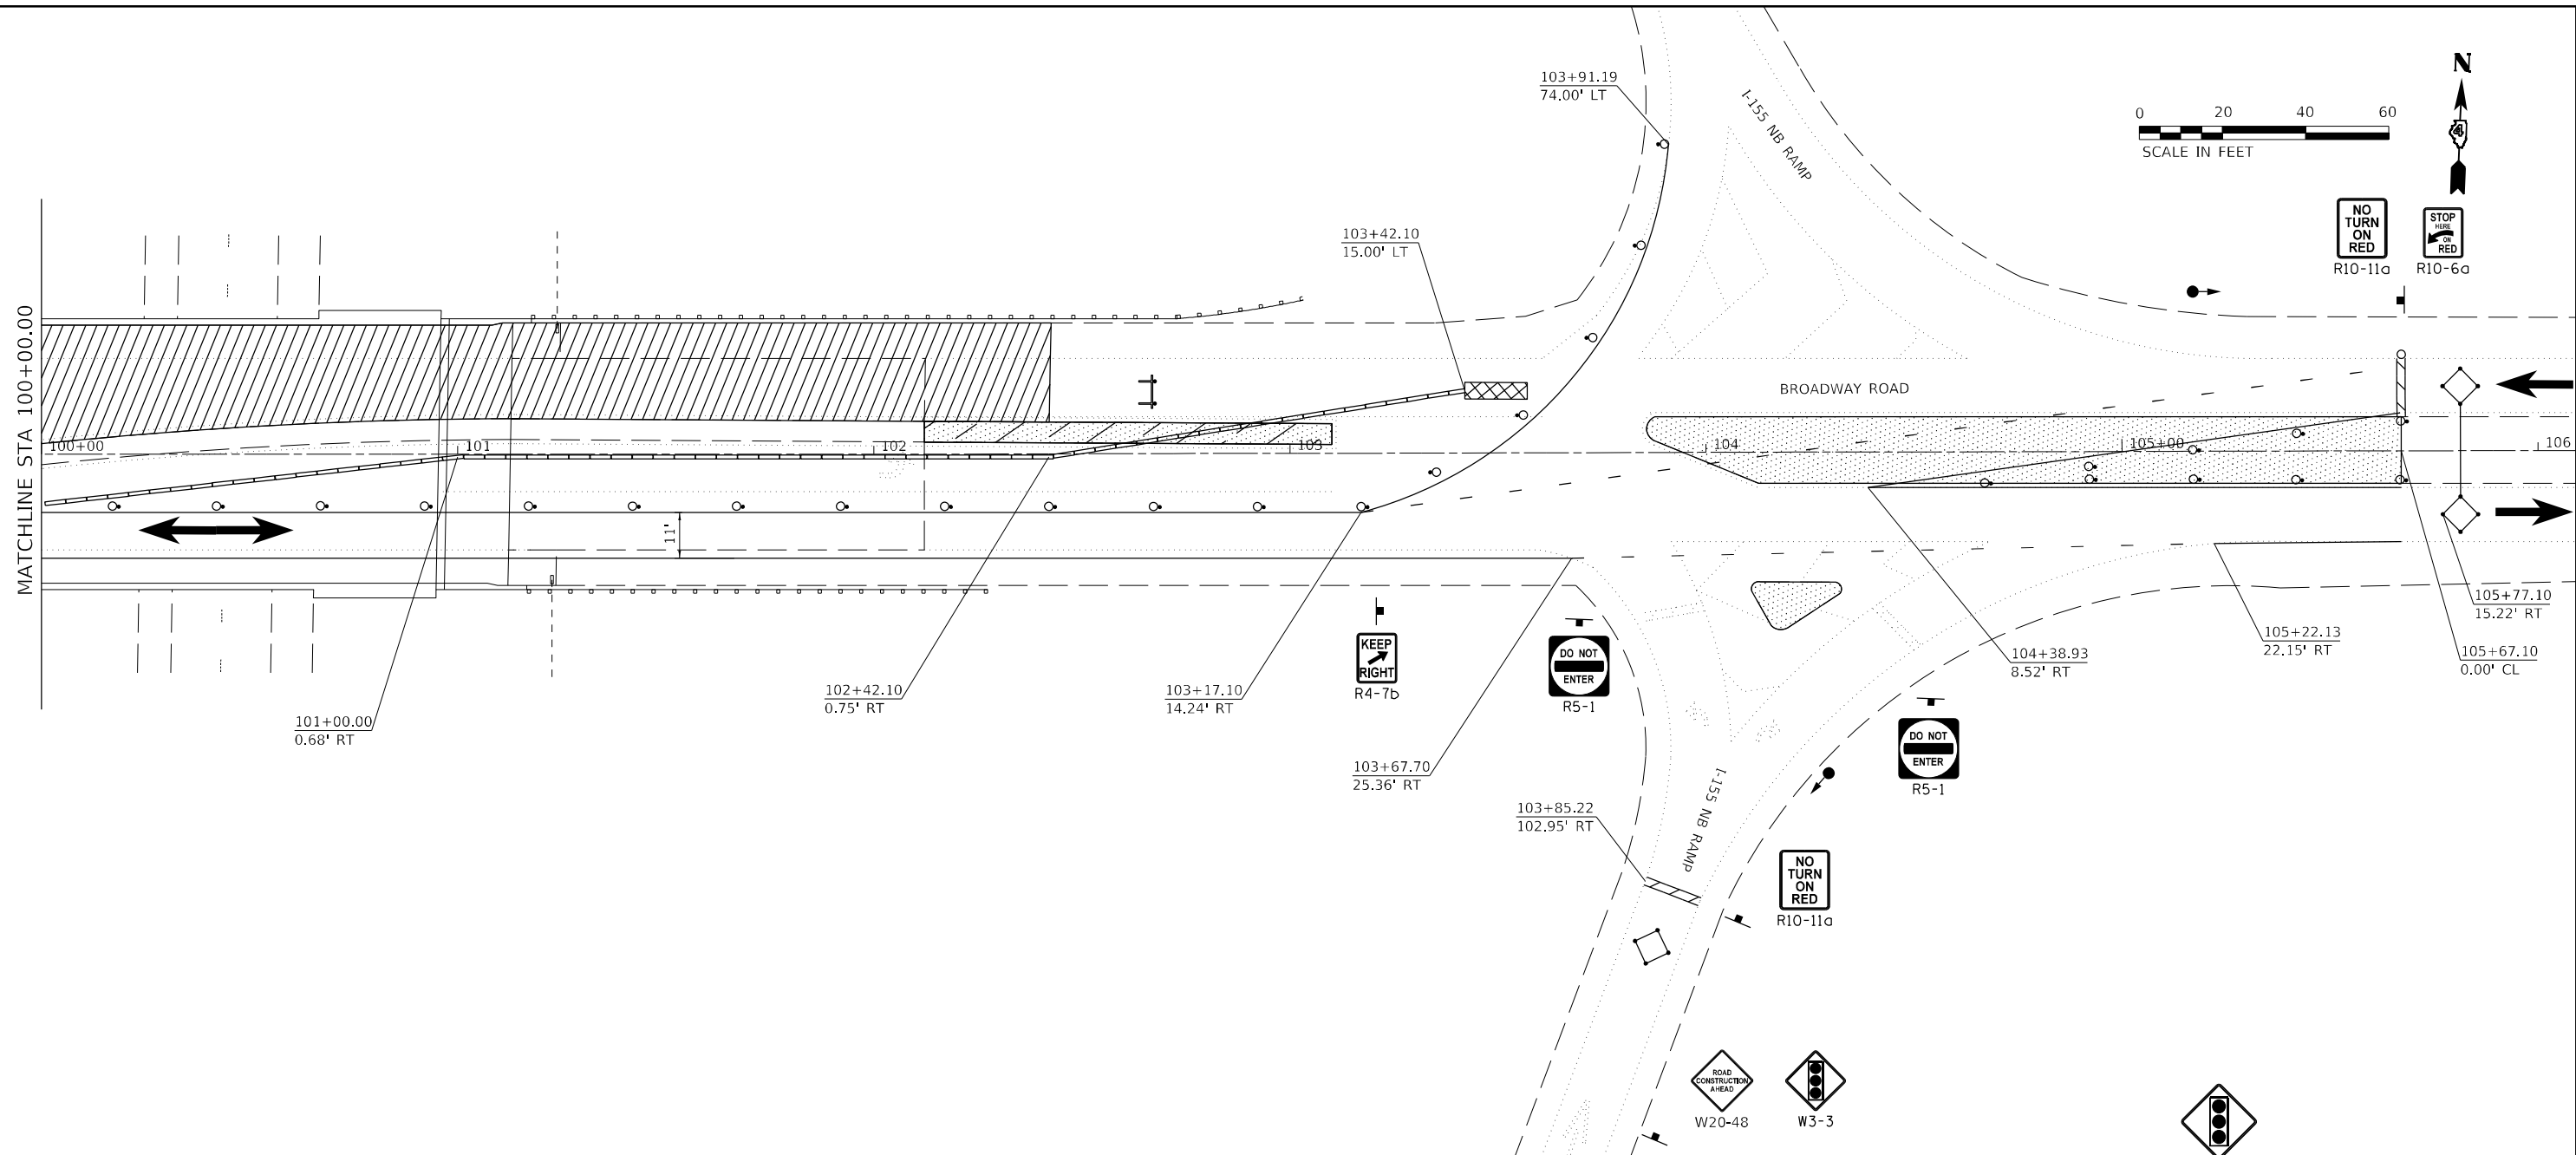 103+91.19
74.00' LT
I-155 NB RAMP
0 20 40 60
SCALE IN FEET
N
4
NO
TURN
ON
RED
R10-11a
STOP
HERE
ON
RED
R10-6a
103+42.10
15.00' LT
MATCHLINE STA 100+00.00
BROADWAY ROAD
100+00
101
102
103
104
105+00
106
11'
KEEP
RIGHT
R4-7b
DO NOT
ENTER
R5-1
105+77.10
15.22' RT
105+22.13
22.15' RT
105+67.10
0.00' CL
104+38.93
8.52' RT
102+42.10
0.75' RT
103+17.10
14.24' RT
101+00.00
0.68' RT
DO NOT
ENTER
R5-1
103+67.70
25.36' RT
103+85.22
102.95' RT
I-155 NB RAMP
NO
TURN
ON
RED
R10-11a
ROAD
CONSTRUCTION
AHEAD
W20-48
W3-3